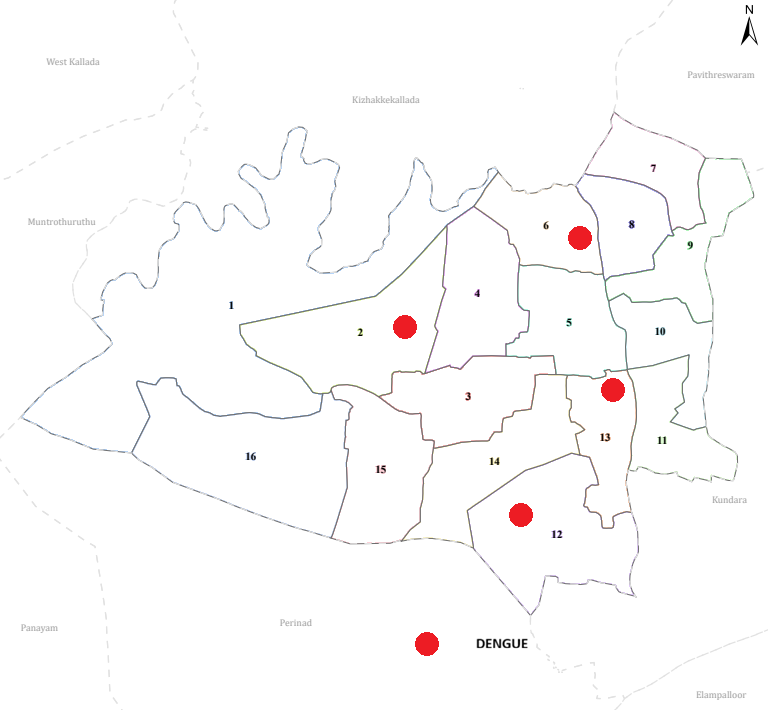 N
West Kallada
Pavithreswaram
Kizhakkekallada
7
Muntrothuruthu
6
8
9
4
1
5
2
10
3
13
11
14
16
15
Kundara
12
Perinad
Panayam
DENGUE
Elampalloor